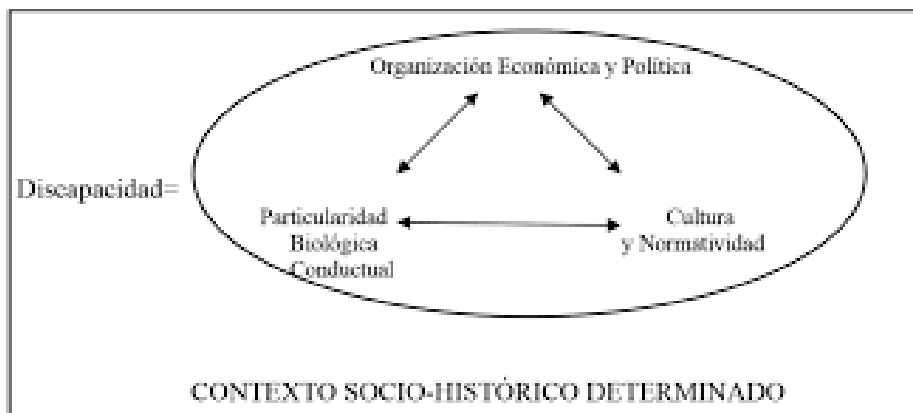 Organización Económica y Política
Discapacidad=
Particularidad
Biológica
Conductual
Cultura
y Normatividad
CONTEXTO SOCIO-HISTÓRICO DETERMINADO